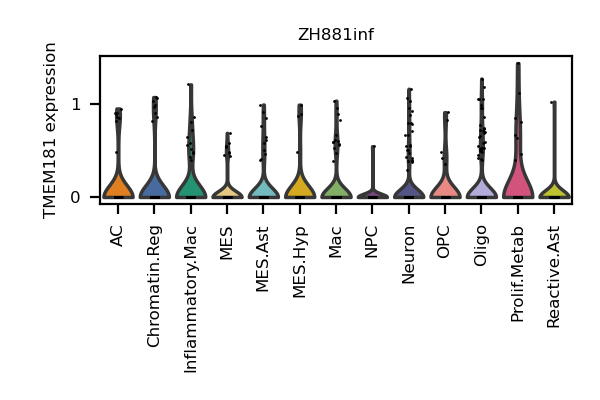 ZH881inf
TMEM181 expression
1
0
AC
Chromatin.Reg
Inflammatory.Mac
MES
MES.Ast
MES.Hyp
Mac
NPC
Neuron
OPC
Oligo
Prolif.Metab
Reactive.Ast